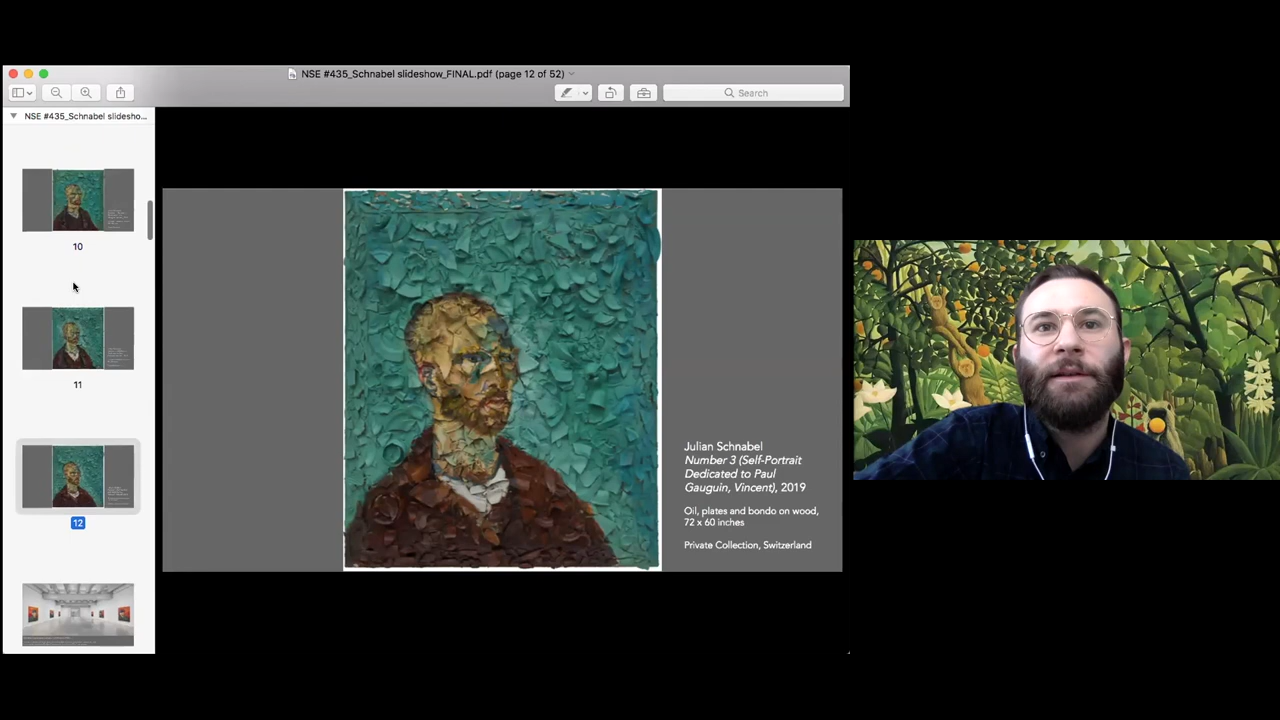 NSE #435_Schnabel slideshow_FINAL.pdf (page 12 of 52)
Search
NSE #435_Schnabel slidesho...
10
11
12
Julian Schnabel
Number 3 (Self-Portrait
Dedicated to Paul
Gauguin, Vincent), 2019
Oil, plates and bondo on wood,
72 x 60 inches
Private Collection, Switzerland